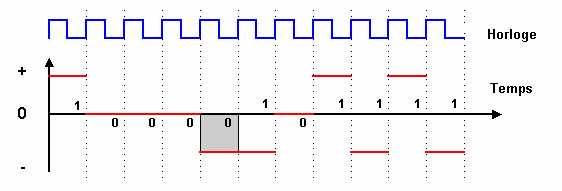 Horloge
+
Temps
1 1 1 1 1 1
0
0 0 0 0 0
-